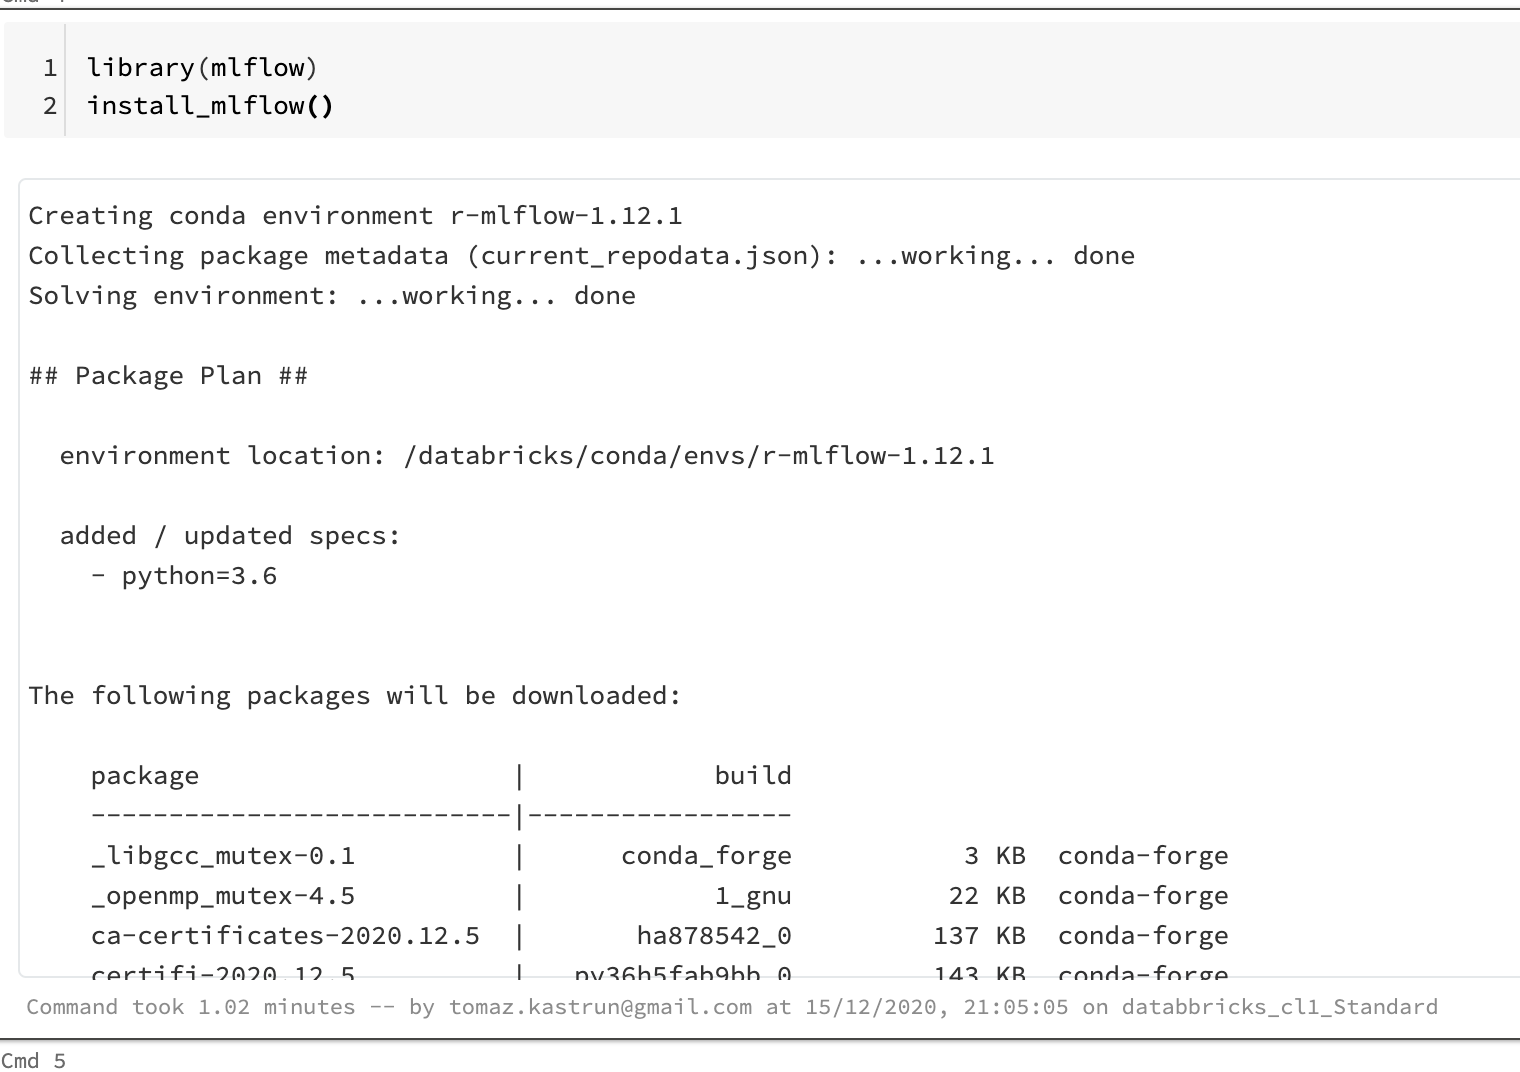 Cmd 4
1 library(mlflow)
2 install_mlflow()
Creating conda environment r-mlflow-1.12.1
Collecting package metadata (current_repodata.json): ...working... done
Solving environment: ...working... done
## Package Plan ##
environment location: /databricks/conda/envs/r-mlflow-1.12.1
added / updated specs:
- python=3.6
The following packages will be downloaded:
package | build
---------------------------|-----------------
_libgcc_mutex-0.1 | conda_forge 3 KB conda-forge
_openmp_mutex-4.5 | 1_gnu 22 KB conda-forge
ca-certificates-2020.12.5 | ha878542_0 137 KB conda-forge
certifi-2020.12.5 | py36h5fab9bb_0 143 KB conda-forge
Command took 1.02 minutes -- by tomaz.kastrun@gmail.com at 15/12/2020, 21:05:05 on databbricks_cl1_Standard
Cmd 5